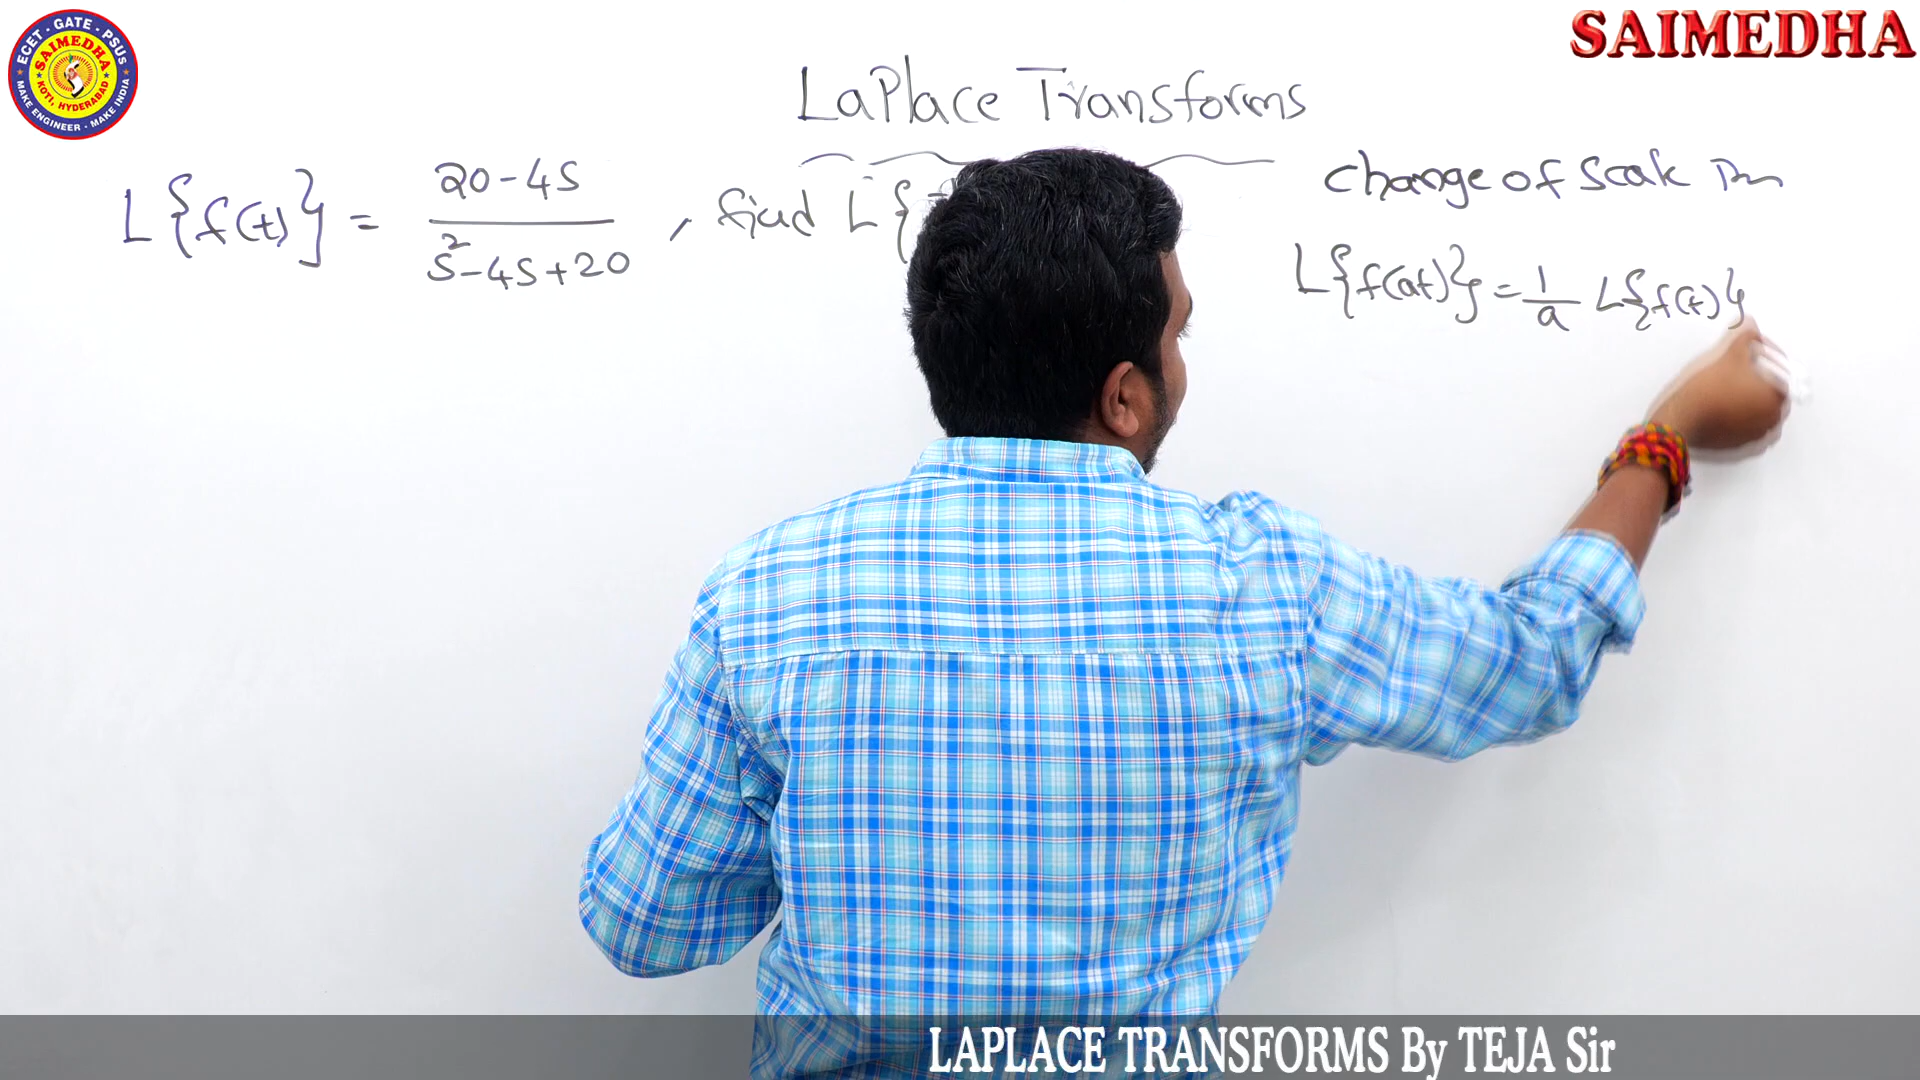 ECET - GATE - PSUS
SAIMEDHA
KOTI, HYDERABAD
MAKE ENGINEER - MAKE INDIA
SAIMEDHA
LaPlace Transforms
L{f(t)} = 20-4S / S²-4S+20 , find L{
change of Scale
L{f(at)} = 1/a L{f(t)}
LAPLACE TRANSFORMS By TEJA Sir